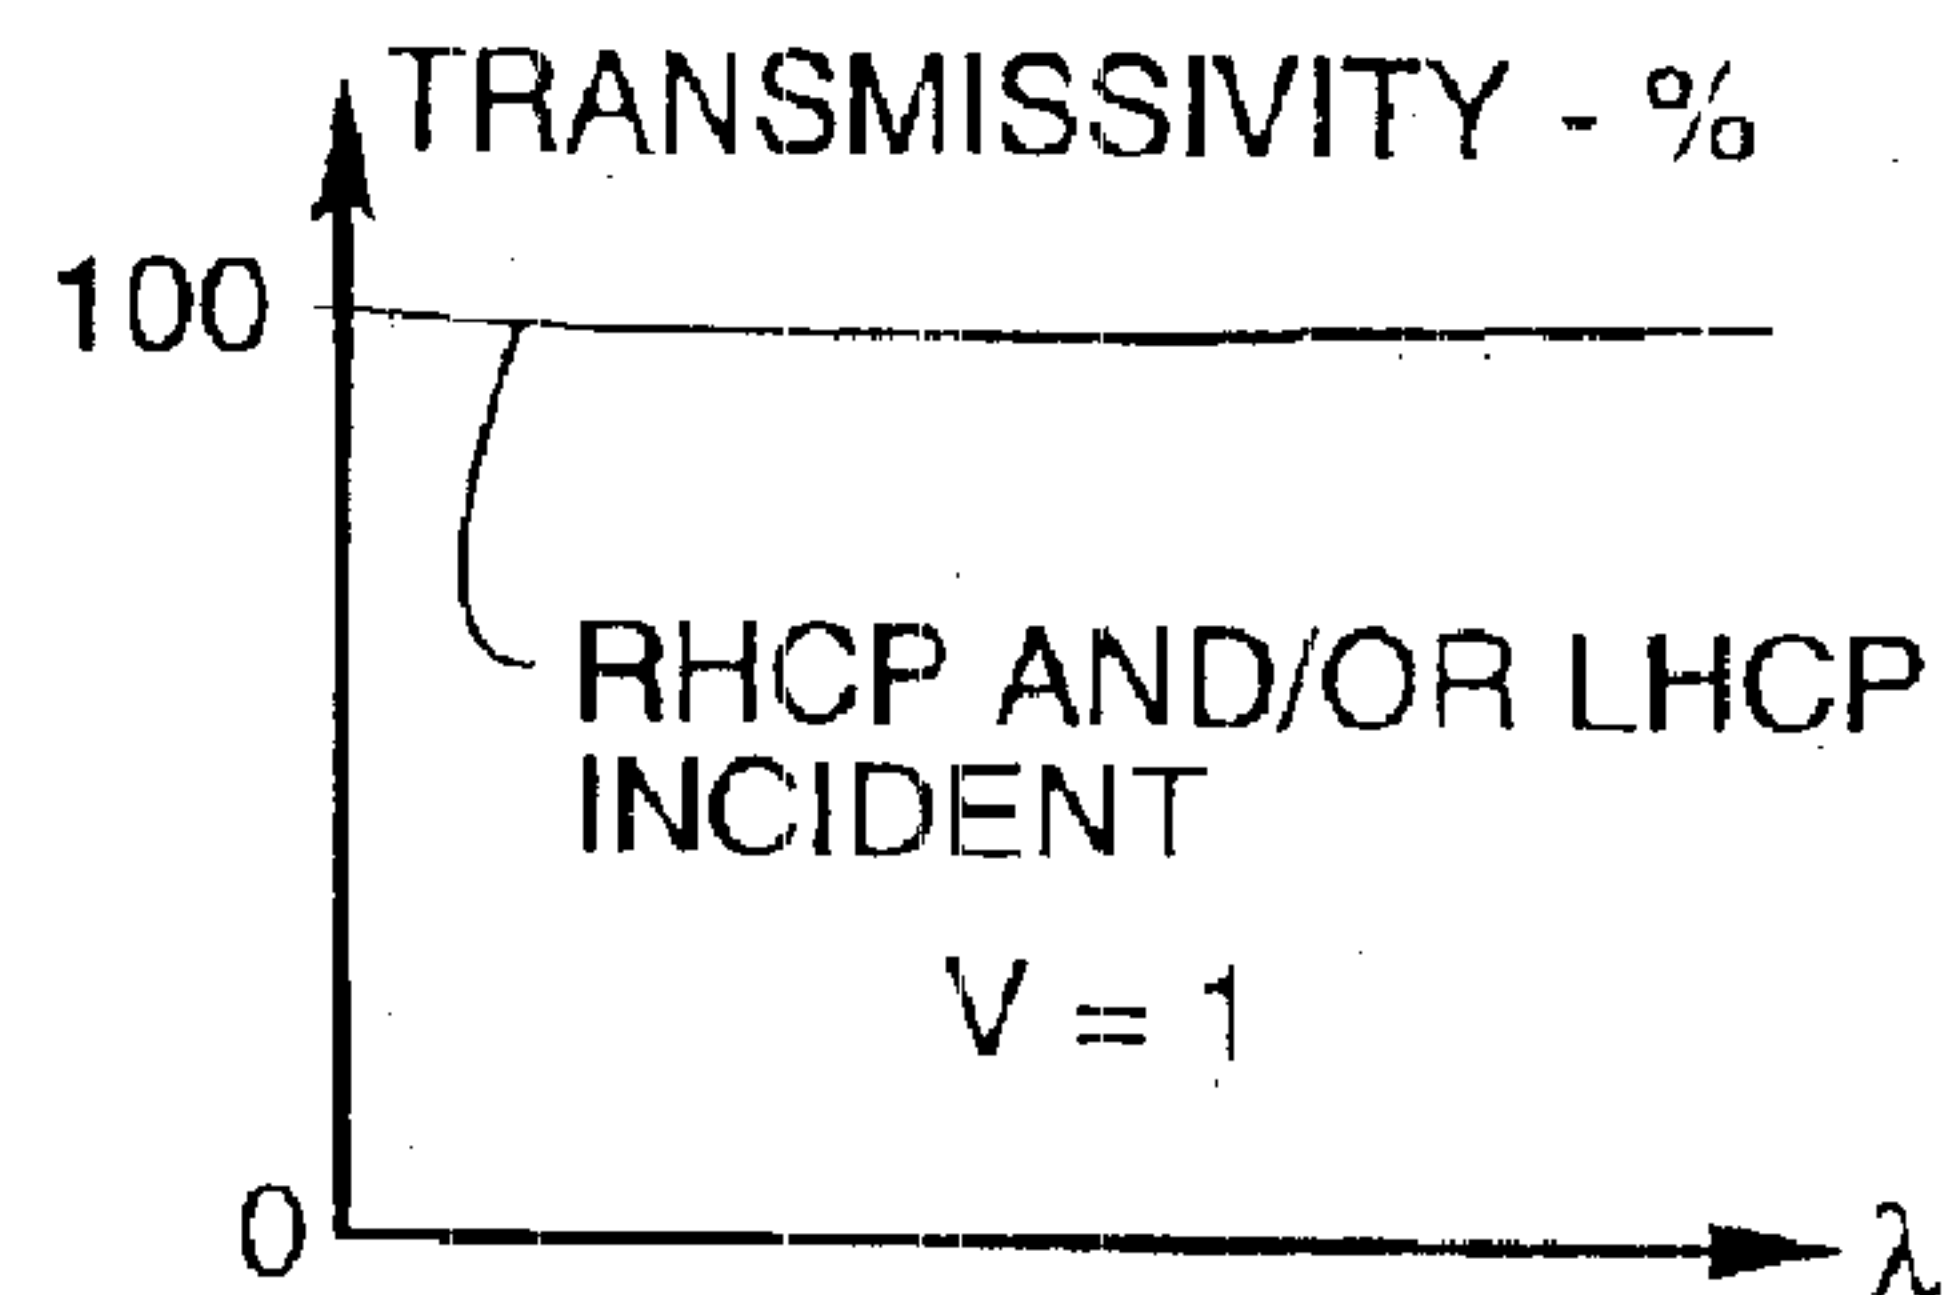 TRANSMISSIVITY - %
100
RHCP AND/OR LHCP
INCIDENT
V = 1
0
λ